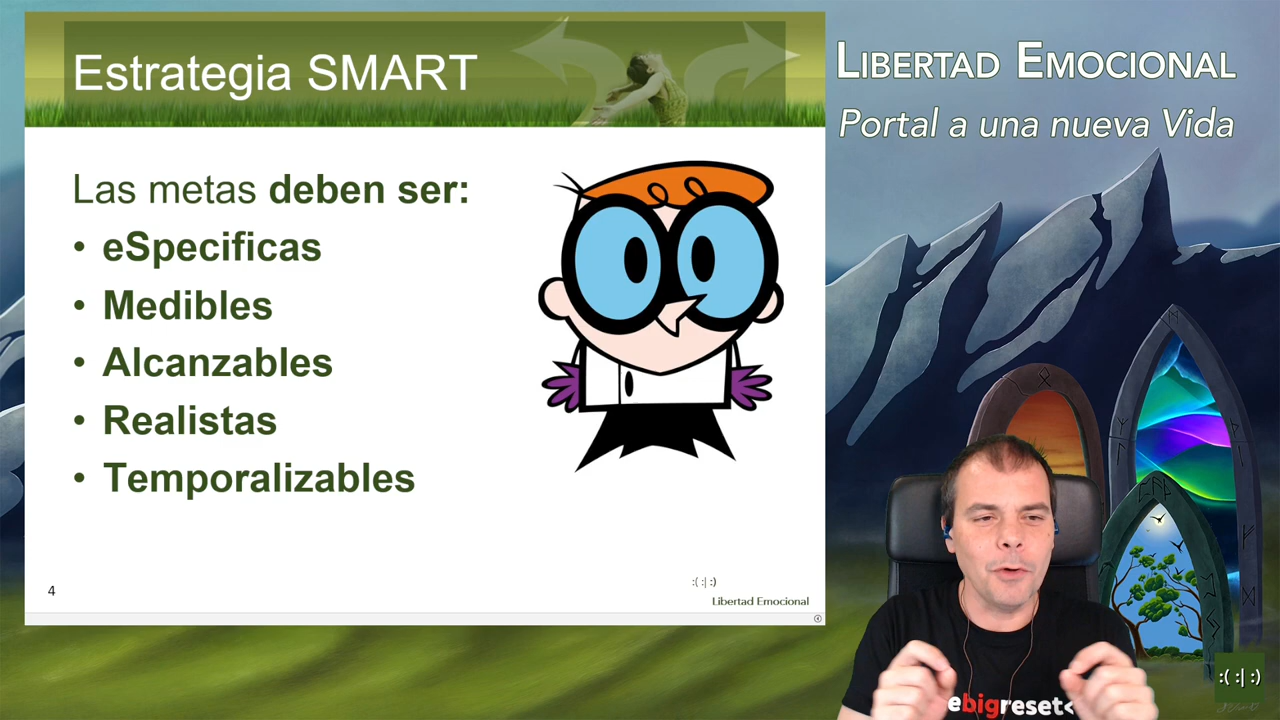 Estrategia SMART
LIBERTAD EMOCIONAL
Portal a una nueva Vida
Las metas deben ser:
• eSpecificas
• Medibles
• Alcanzables
• Realistas
• Temporalizables
4
:( :| :)
Libertad Emocional
:( :| :)
ebigreset<